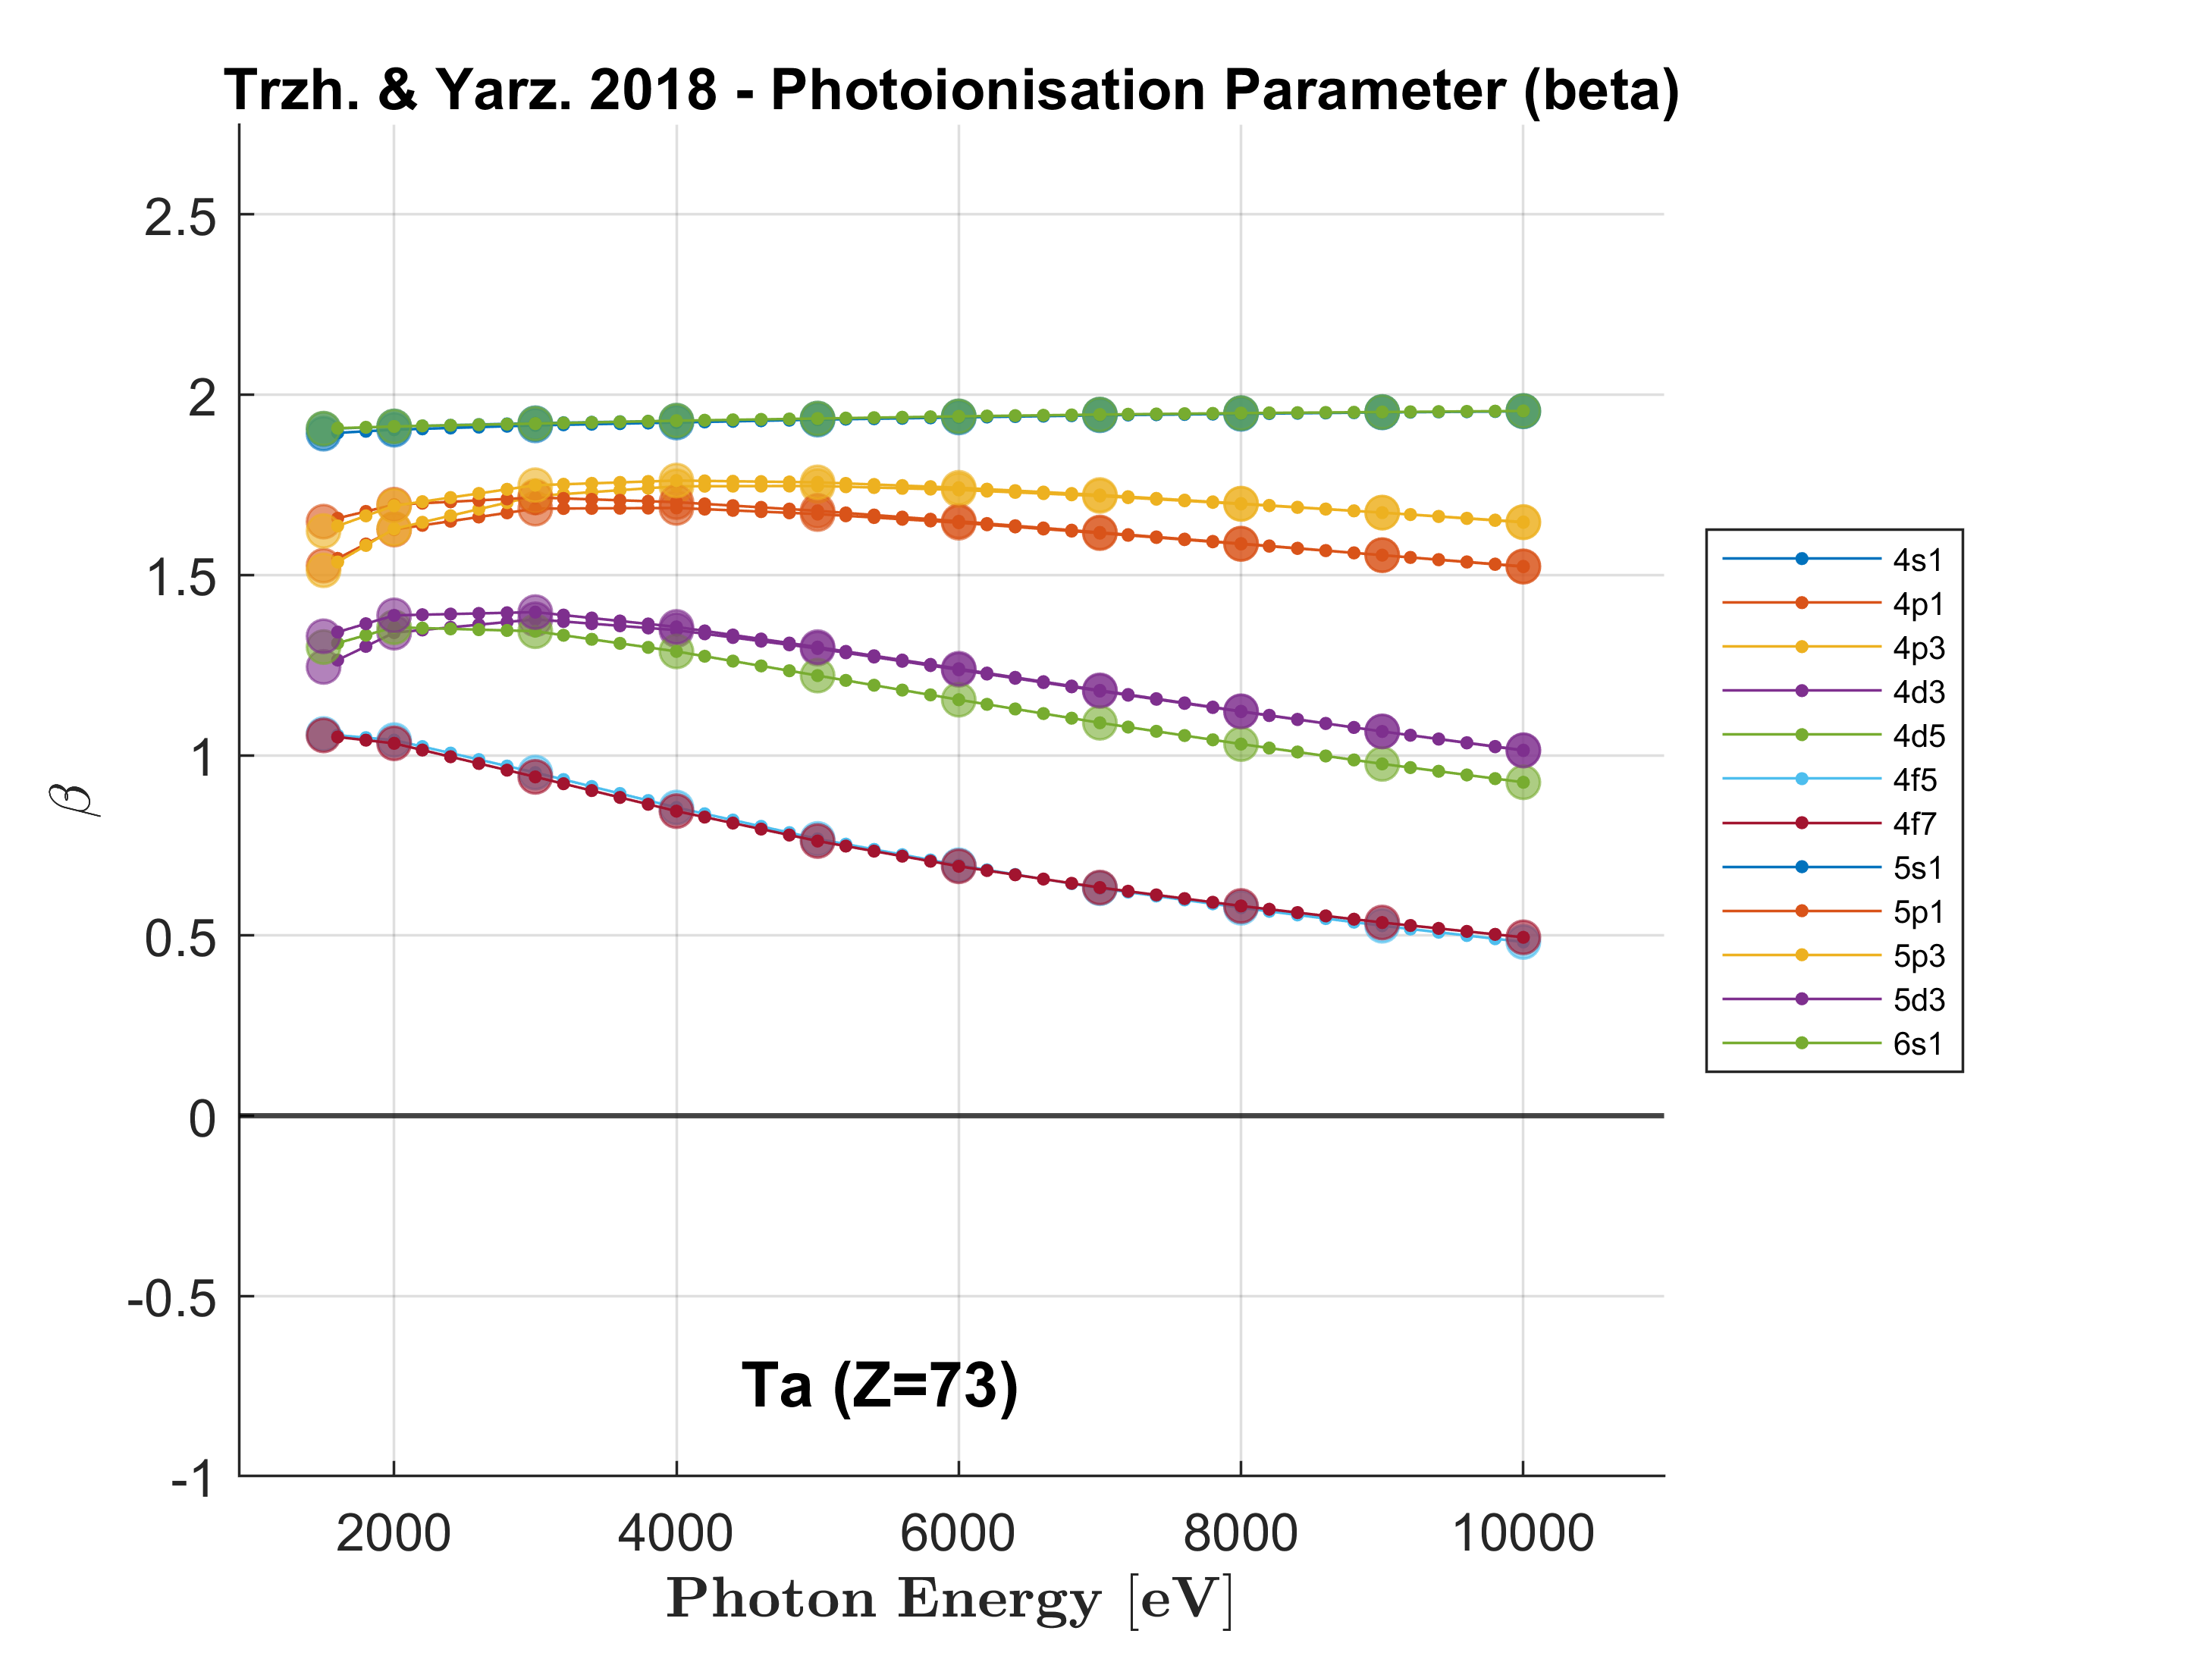 Trzh. & Yarz. 2018 - Photoionisation Parameter (beta)
2.5
2
1.5
1
0.5
0
-0.5
-1
β
2000 4000 6000 8000 10000
Photon Energy [eV]
Ta (Z=73)
4s1
4p1
4p3
4d3
4d5
4f5
4f7
5s1
5p1
5p3
5d3
6s1